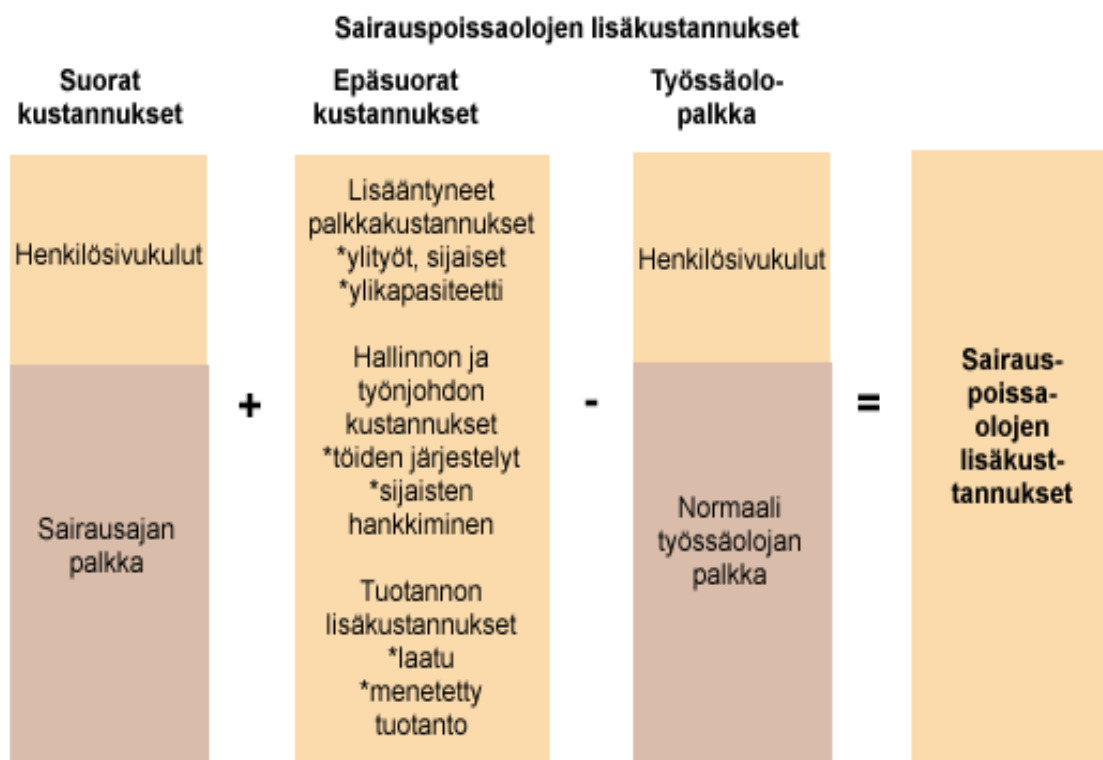 Sairauspoissaolojen lisäkustannukset
Suorat
kustannukset
Epäsuorat
kustannukset
Työssäolo-
palkka
Henkilösivukulut
Sairausajan
palkka
+
Lisääntyneet
palkkakustannukset
*ylityöt, sijaiset
*ylikapasiteetti
Hallinnon ja
työnjohdon
kustannukset
*töiden järjestelyt
*sijaisten
hankkiminen
Tuotannon
lisäkustannukset
*laatu
*menetetty
tuotanto
-
Henkilösivukulut
Normaali
työssäolojan
palkka
=
Sairaus-
poissa-
olojen
lisäkust-
tannukset